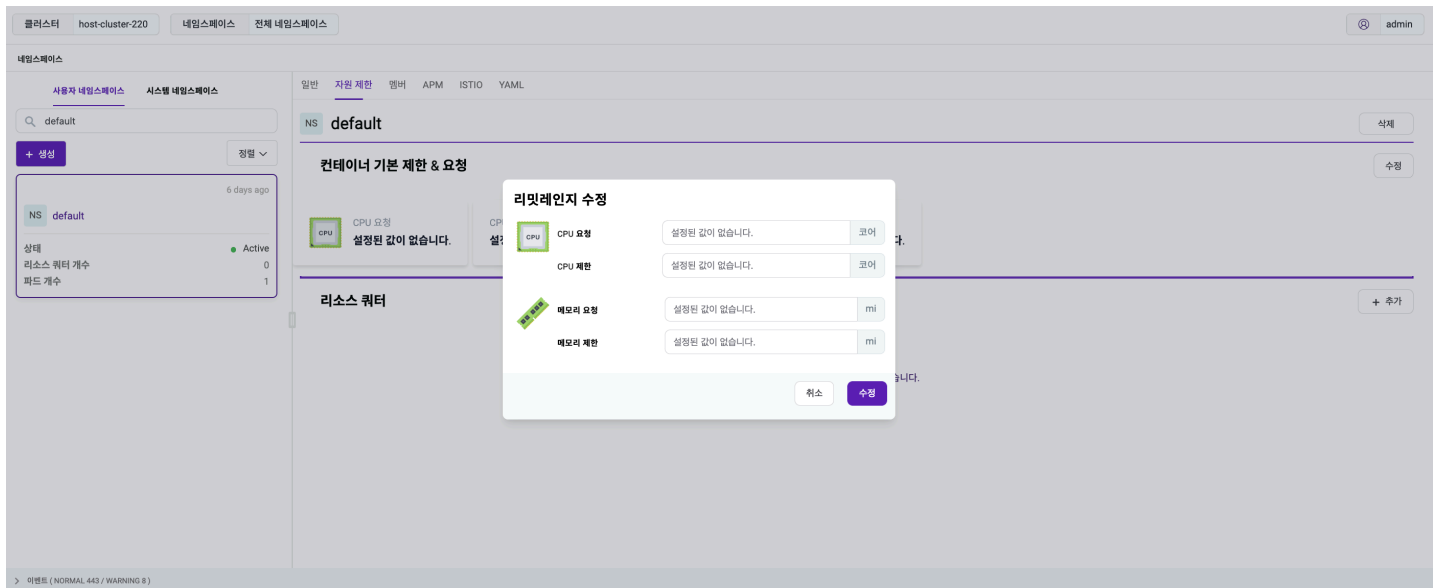 클러스터 host-cluster-220 네임스페이스 전체 네임스페이스 admin
네임스페이스
사용자 네임스페이스 시스템 네임스페이스
default
+ 생성 정렬
6 days ago
NS default
상태 Active
리소스 쿼터 개수 0
파드 개수 1
일반 자원 제한 멤버 APM ISTIO YAML
NS default 삭제
컨테이너 기본 제한 & 요청 수정
CPU CPU 요청
설정된 값이 없습니다.
리소스 쿼터 + 추가
리밋레인지 수정
CPU CPU 요청 설정된 값이 없습니다. 코어
CPU 제한 설정된 값이 없습니다. 코어
메모리 요청 설정된 값이 없습니다. mi
메모리 제한 설정된 값이 없습니다. mi
취소 수정
이벤트 ( NORMAL 443 / WARNING 8 )